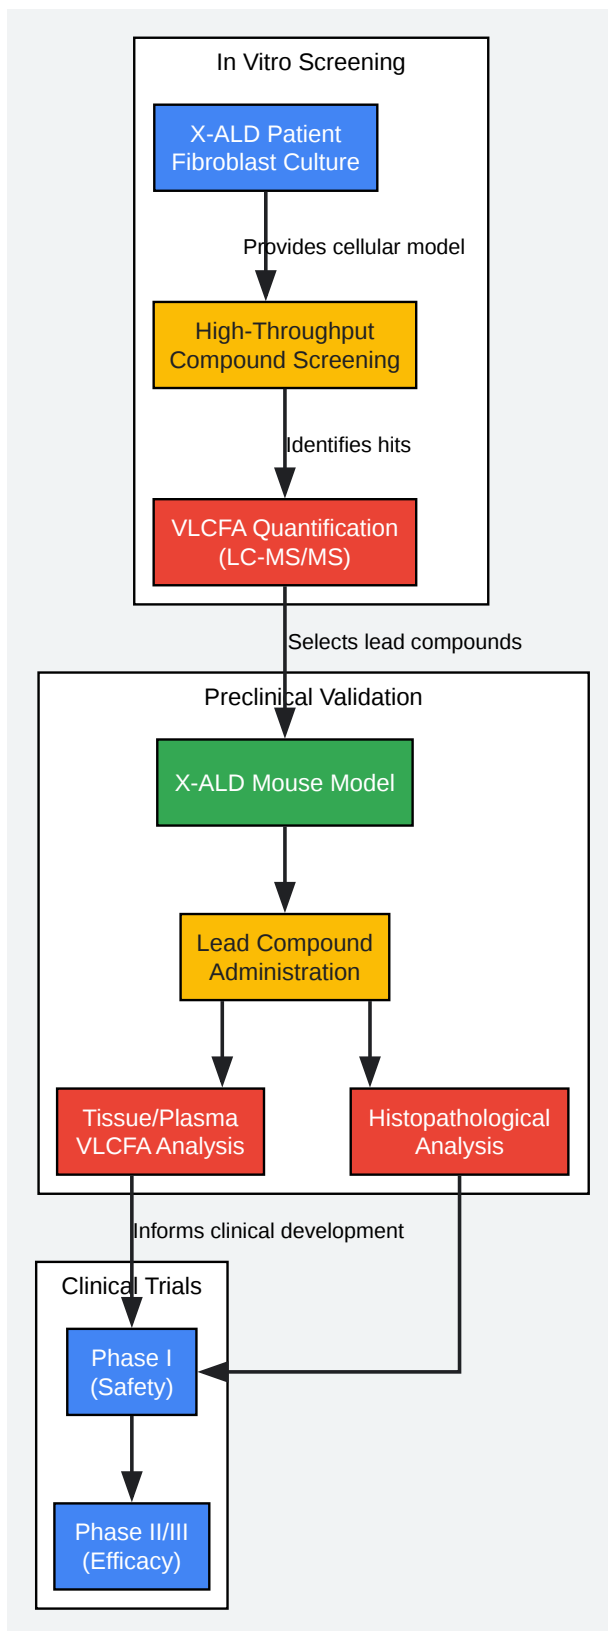 In Vitro Screening
X-ALD Patient
Fibroblast Culture
Provides cellular model
High-Throughput
Compound Screening
Identifies hits
VLCFA Quantification
(LC-MS/MS)
Selects lead compounds
Preclinical Validation
X-ALD Mouse Model
Lead Compound
Administration
Tissue/Plasma
VLCFA Analysis
Histopathological
Analysis
Informs clinical development
Clinical Trials
Phase I
(Safety)
Phase II/III
(Efficacy)